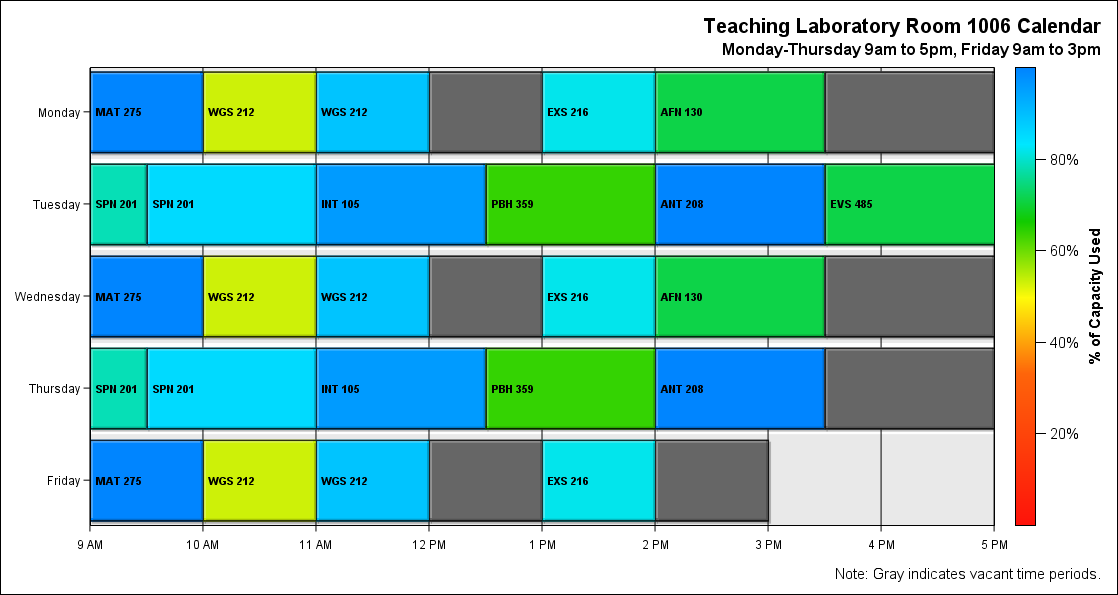 Teaching Laboratory Room 1006 Calendar
Monday-Thursday 9am to 5pm, Friday 9am to 3pm
Monday MAT 275 WGS 212 WGS 212 EXS 216 AFN 130
Tuesday SPN 201 SPN 201 INT 105 PBH 359 ANT 208 EVS 485
Wednesday MAT 275 WGS 212 WGS 212 EXS 216 AFN 130
Thursday SPN 201 SPN 201 INT 105 PBH 359 ANT 208
Friday MAT 275 WGS 212 WGS 212 EXS 216
9 AM 10 AM 11 AM 12 PM 1 PM 2 PM 3 PM 4 PM 5 PM
80%
60%
40%
20%
% of Capacity Used
Note: Gray indicates vacant time periods.